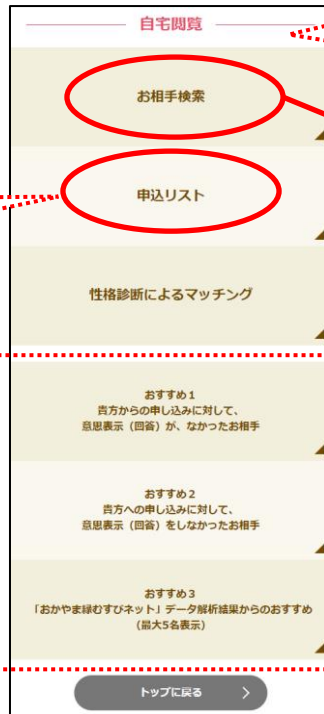 自宅閲覧
お相手検索
申込リスト
性格診断によるマッチング
おすすめ1
貴方からの申し込みに対して、
意思表示（回答）が、なかったお相手
おすすめ2
貴方への申し込みに対して、
意思表示（回答）をしなかったお相手
おすすめ3
「おかやま縁むすびネット」データ解析結果からのおすすめ
(最大5名表示)
トップに戻る